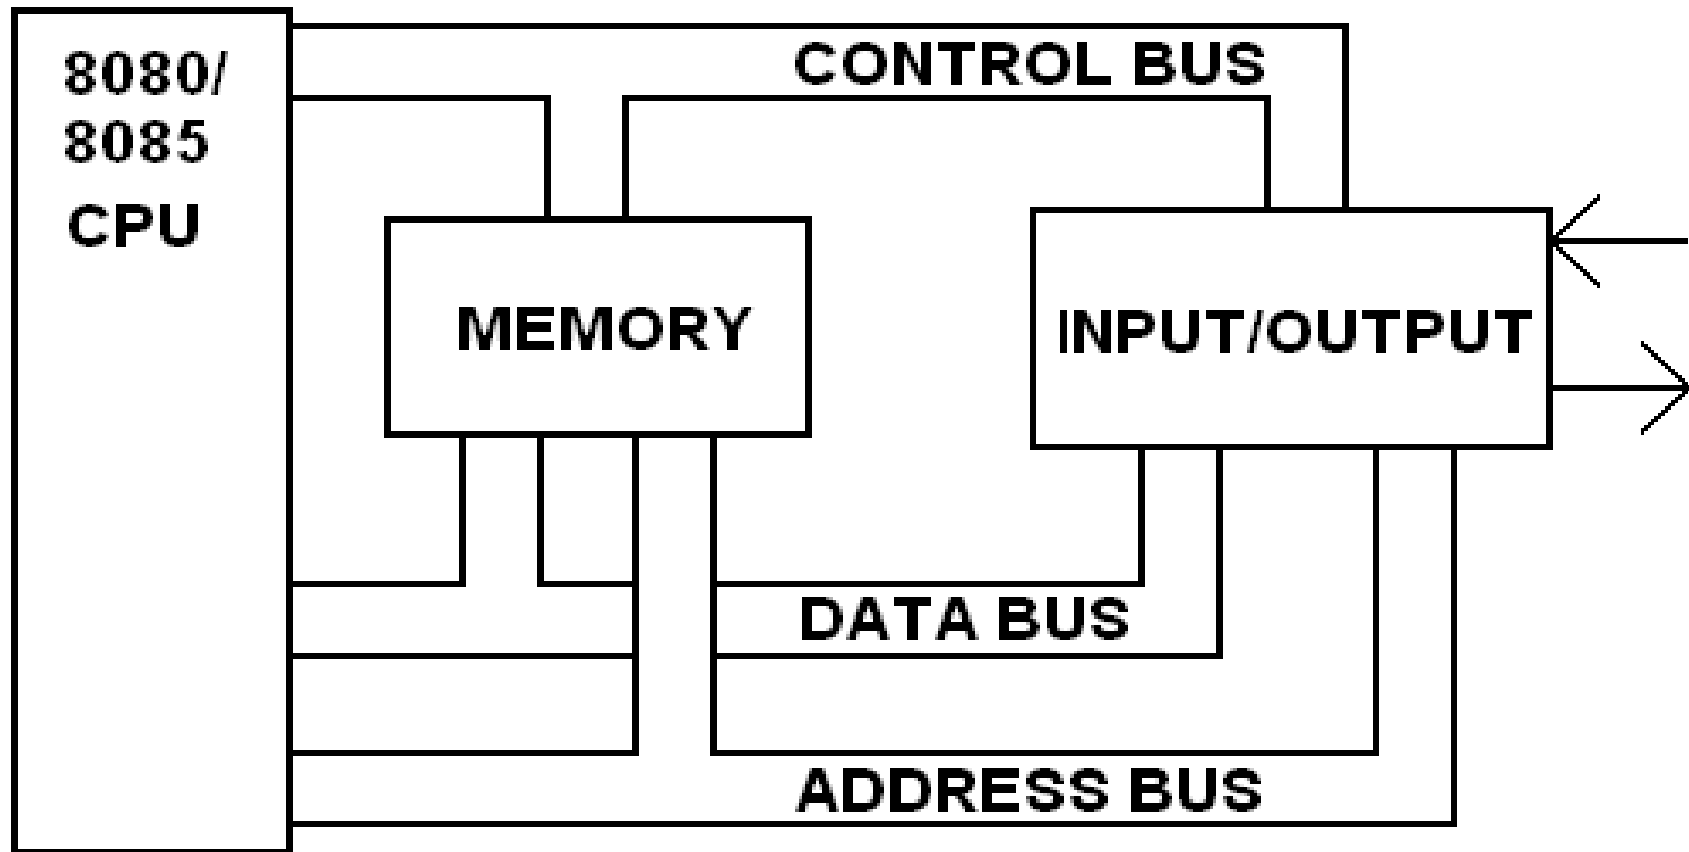 8080/
8085
CPU
CONTROL BUS
MEMORY
INPUT/OUTPUT
DATA BUS
ADDRESS BUS